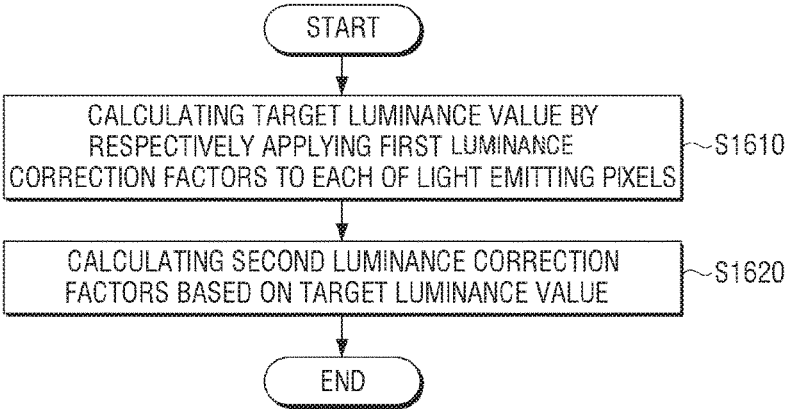 START
CALCULATING TARGET LUMINANCE VALUE BY
RESPECTIVELY APPLYING FIRST LUMINANCE
CORRECTION FACTORS TO EACH OF LIGHT EMITTING PIXELS
S1610
CALCULATING SECOND LUMINANCE CORRECTION
FACTORS BASED ON TARGET LUMINANCE VALUE
S1620
END